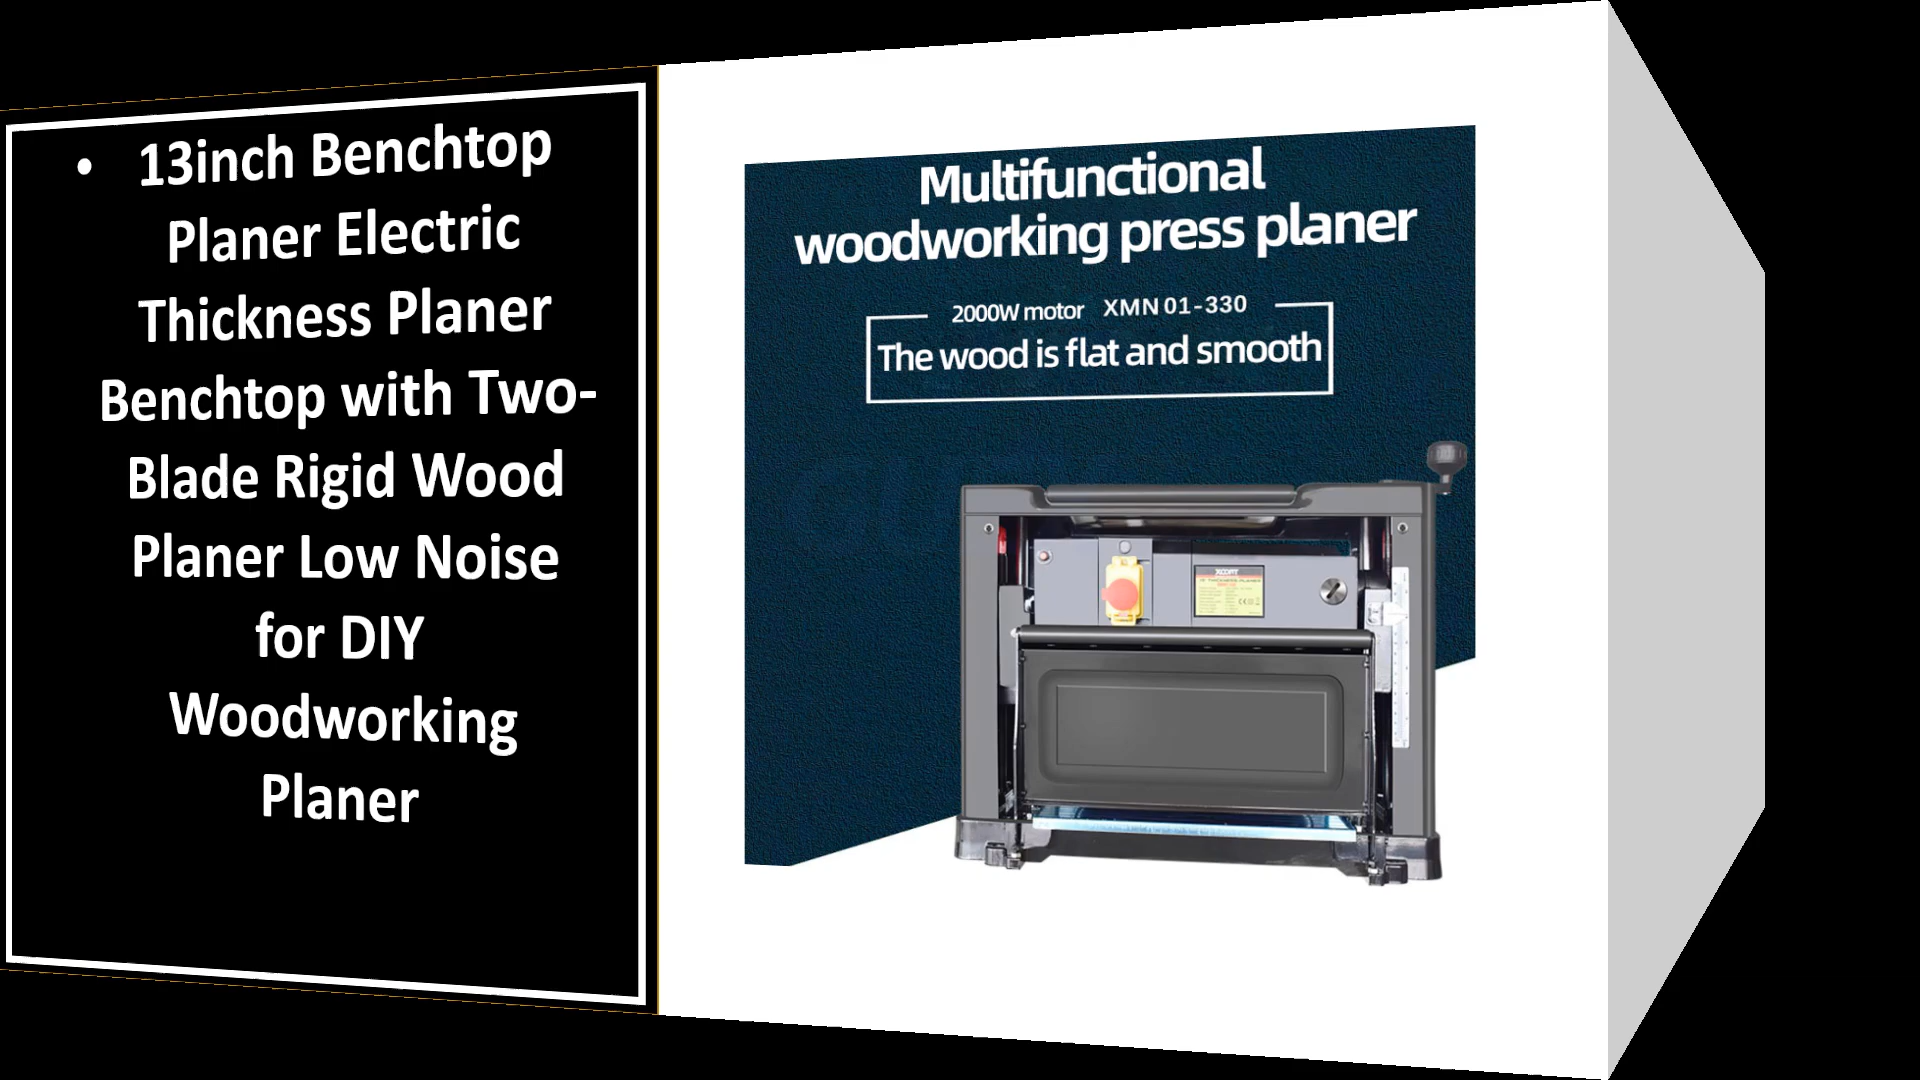 • 13inch Benchtop
Planer Electric
Thickness Planer
Benchtop with Two-
Blade Rigid Wood
Planer Low Noise
for DIY
Woodworking
Planer
Multifunctional
woodworking press planer
2000W motor XMN 01-330
The wood is flat and smooth